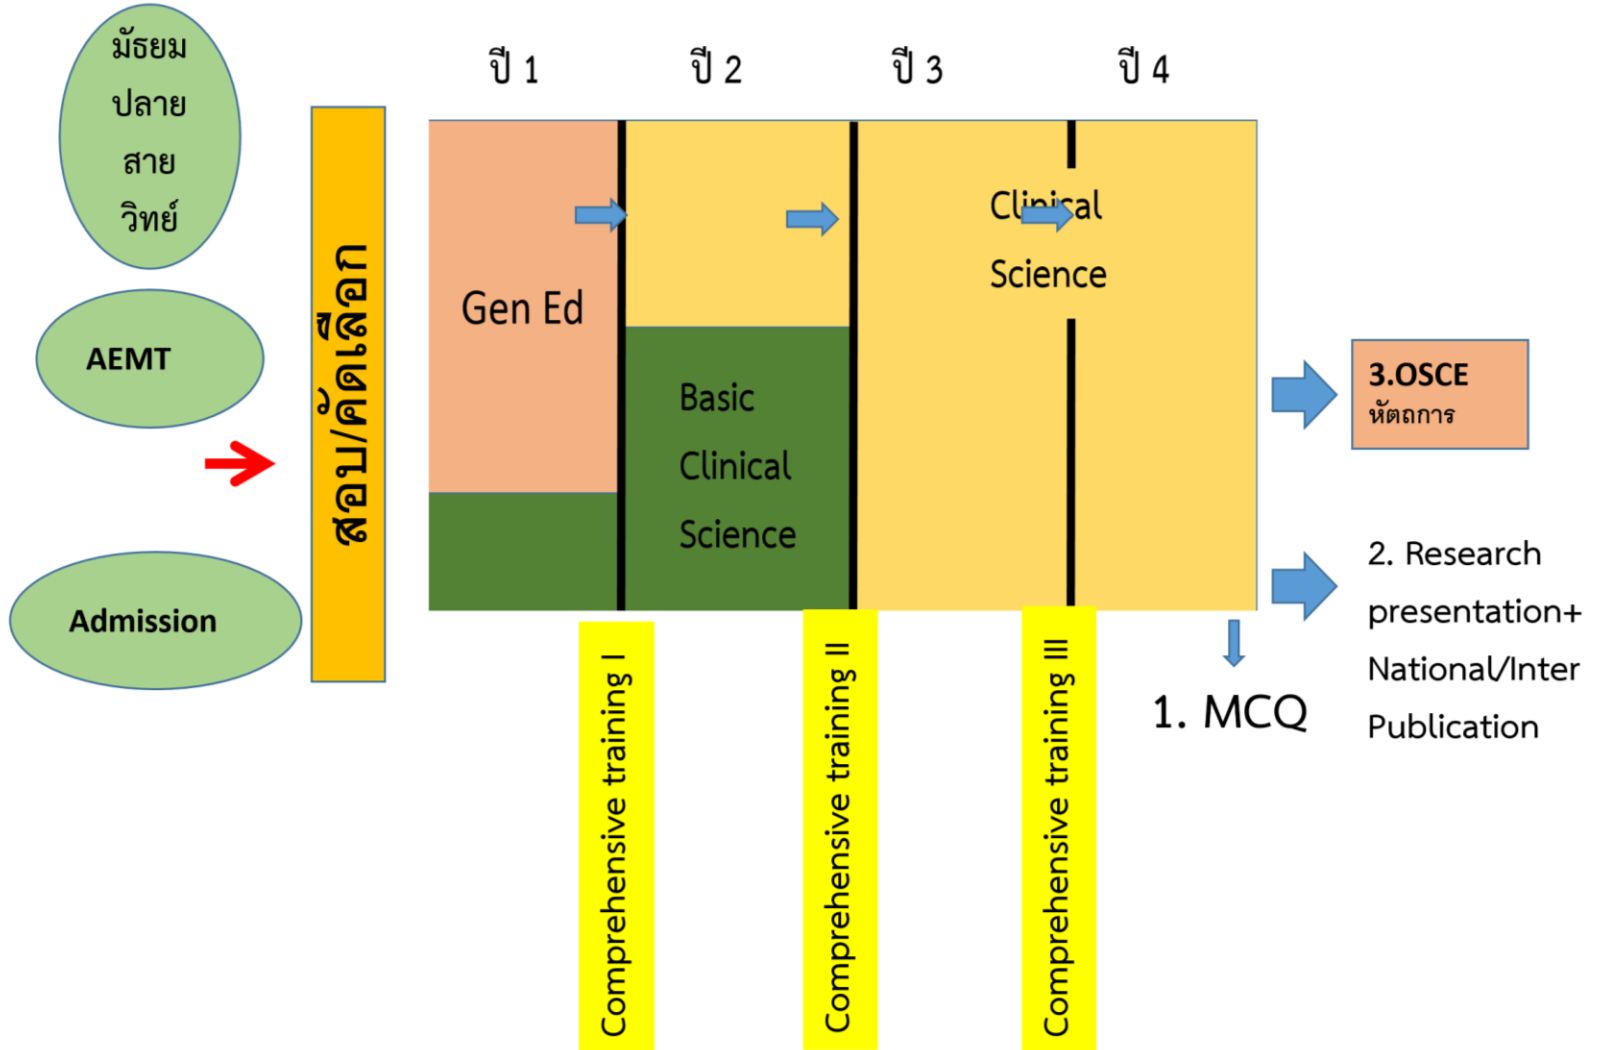 มัธยม
ปลาย
สาย
วิทย์
AEMT
Admission
สอบ/คัดเลือก
ปี 1
ปี 2
ปี 3
ปี 4
Gen Ed
Basic
Clinical
Science
Clinical
Science
Comprehensive training I
Comprehensive training II
Comprehensive training III
3.OSCE
หัตถการ
2. Research
presentation+
National/Inter
Publication
1. MCQ